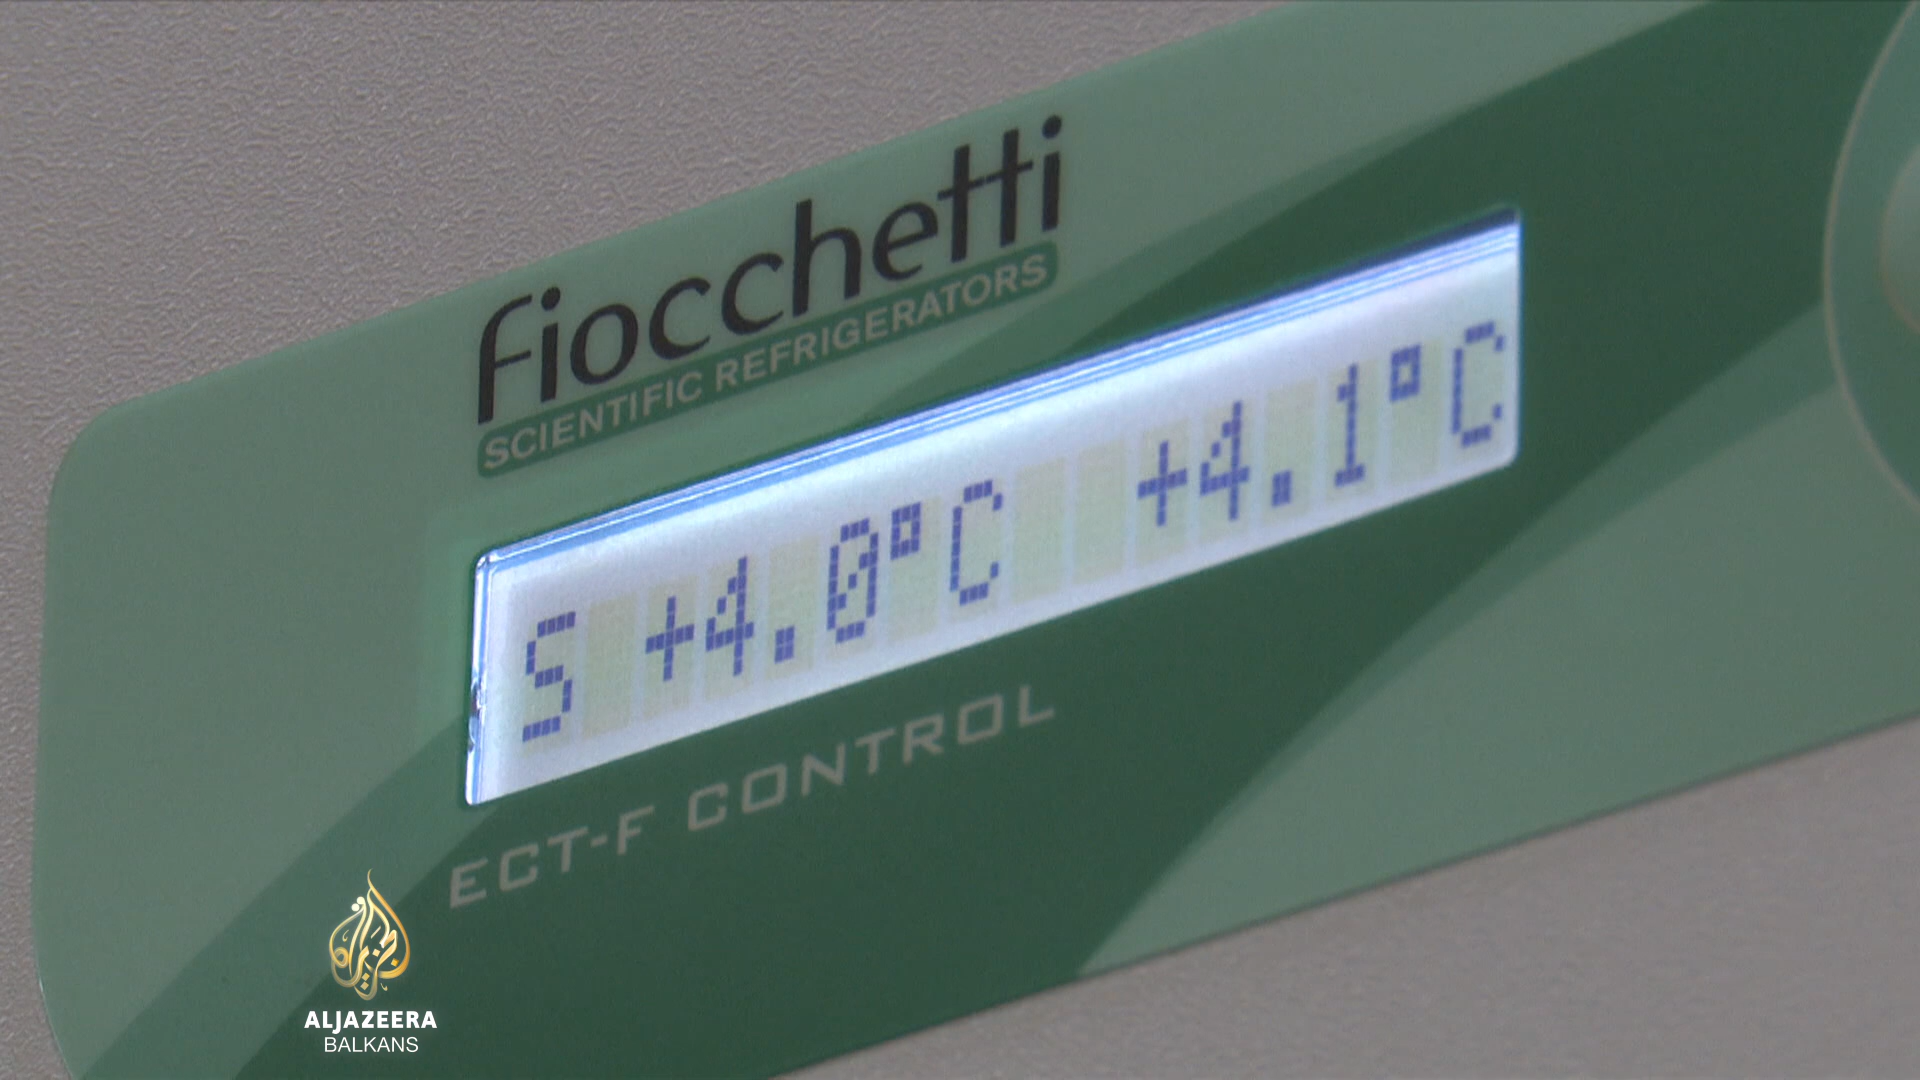 fiocchetti
SCIENTIFIC REFRIGERATORS
S +4.0°C +4.1°C
ECT-F CONTROL
ALJAZEERA
BALKANS